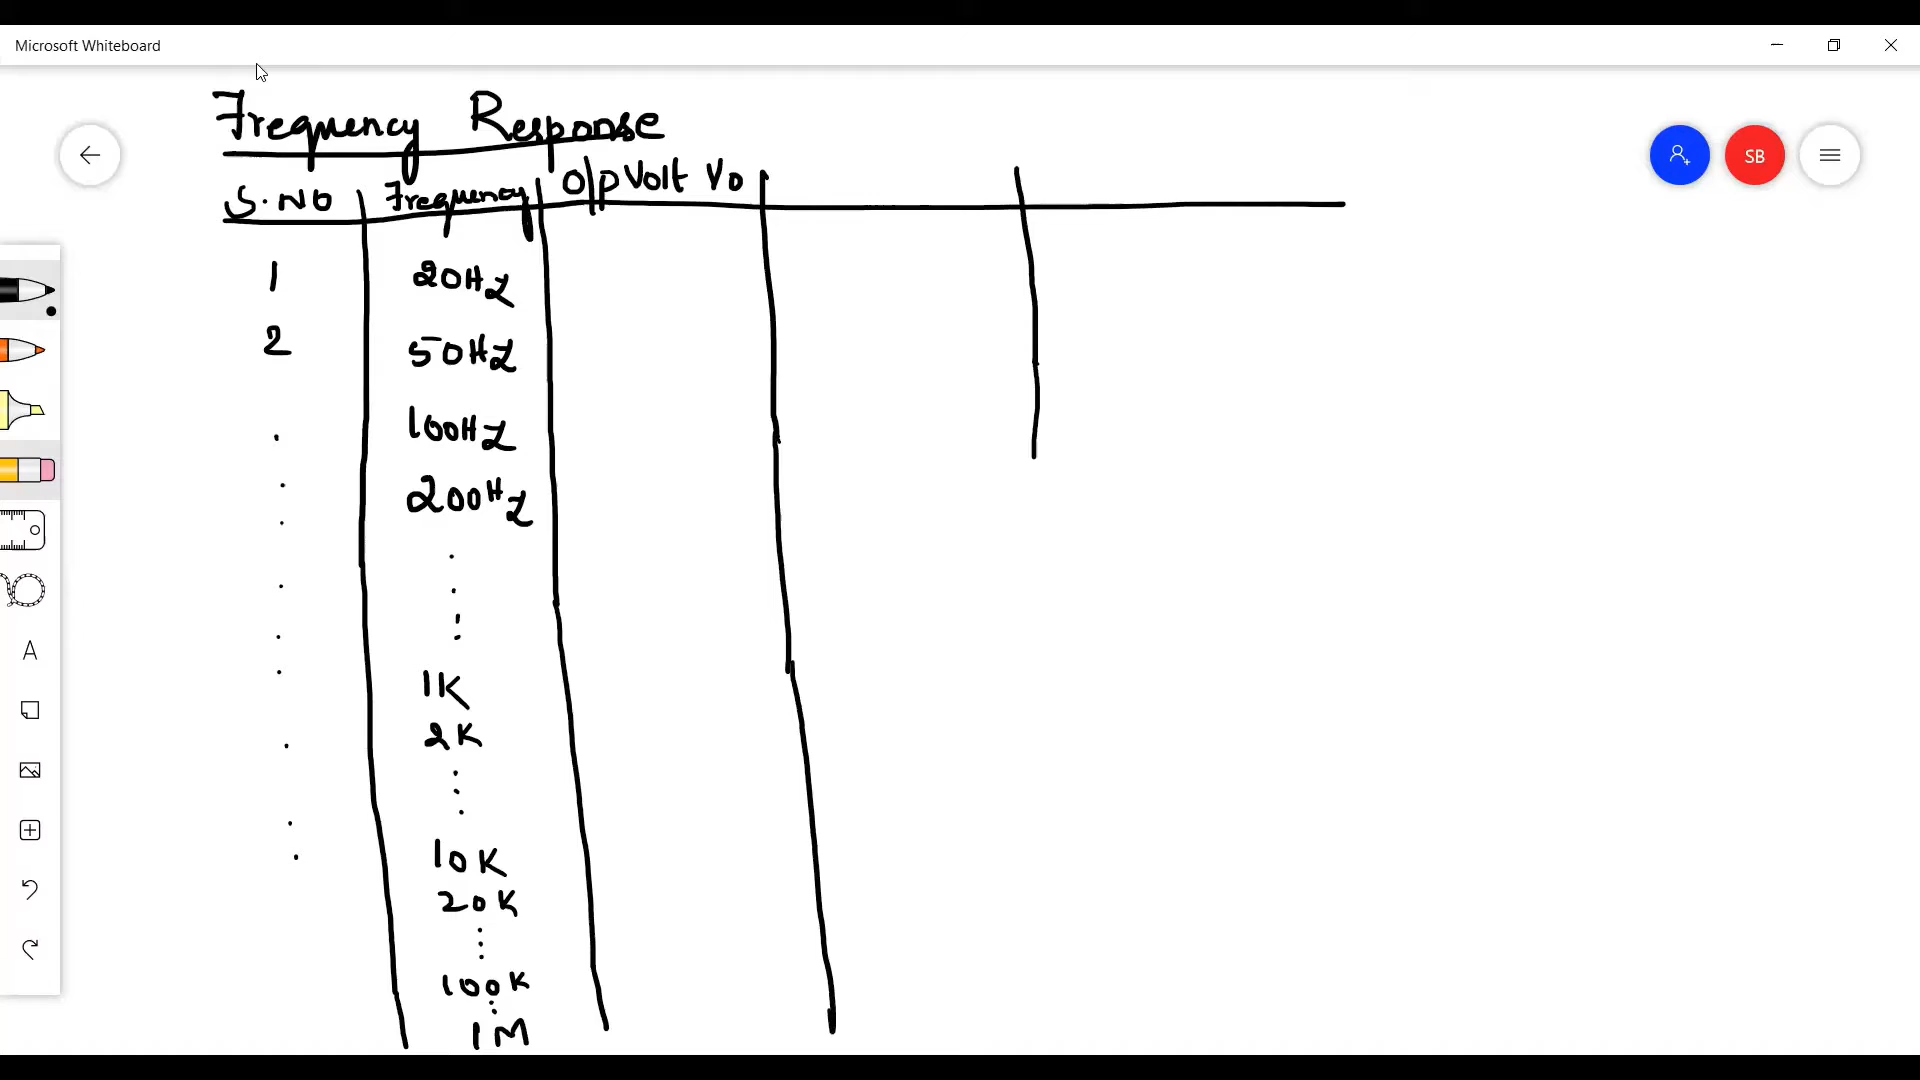 Microsoft Whiteboard
Frequency Response
SB
S.NO Frequency O/P Volt Vo
1 20Hz
2 50Hz
100Hz
200Hz
1K
2K
10K
20K
100K
1M
A